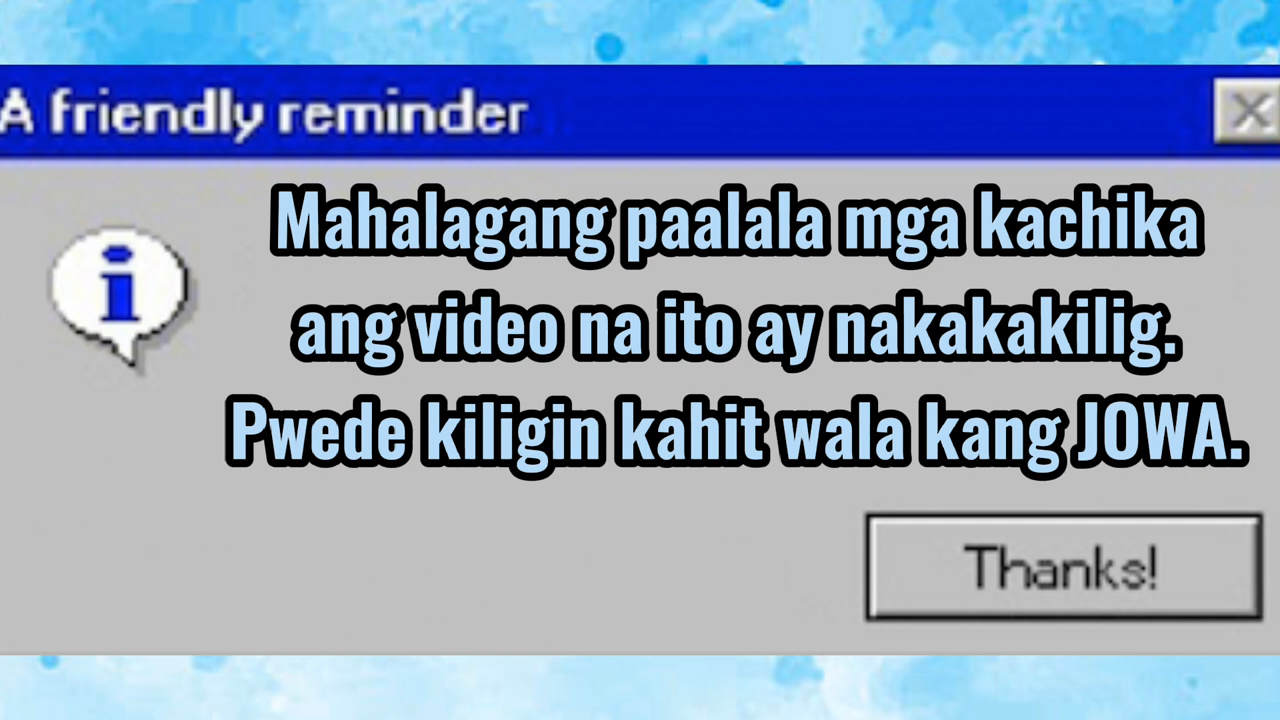 A friendly reminder
Mahalagang paalala mga kachika
ang video na ito ay nakakakilig.
Pwede kiligin kahit wala kang JOWA.
Thanks!